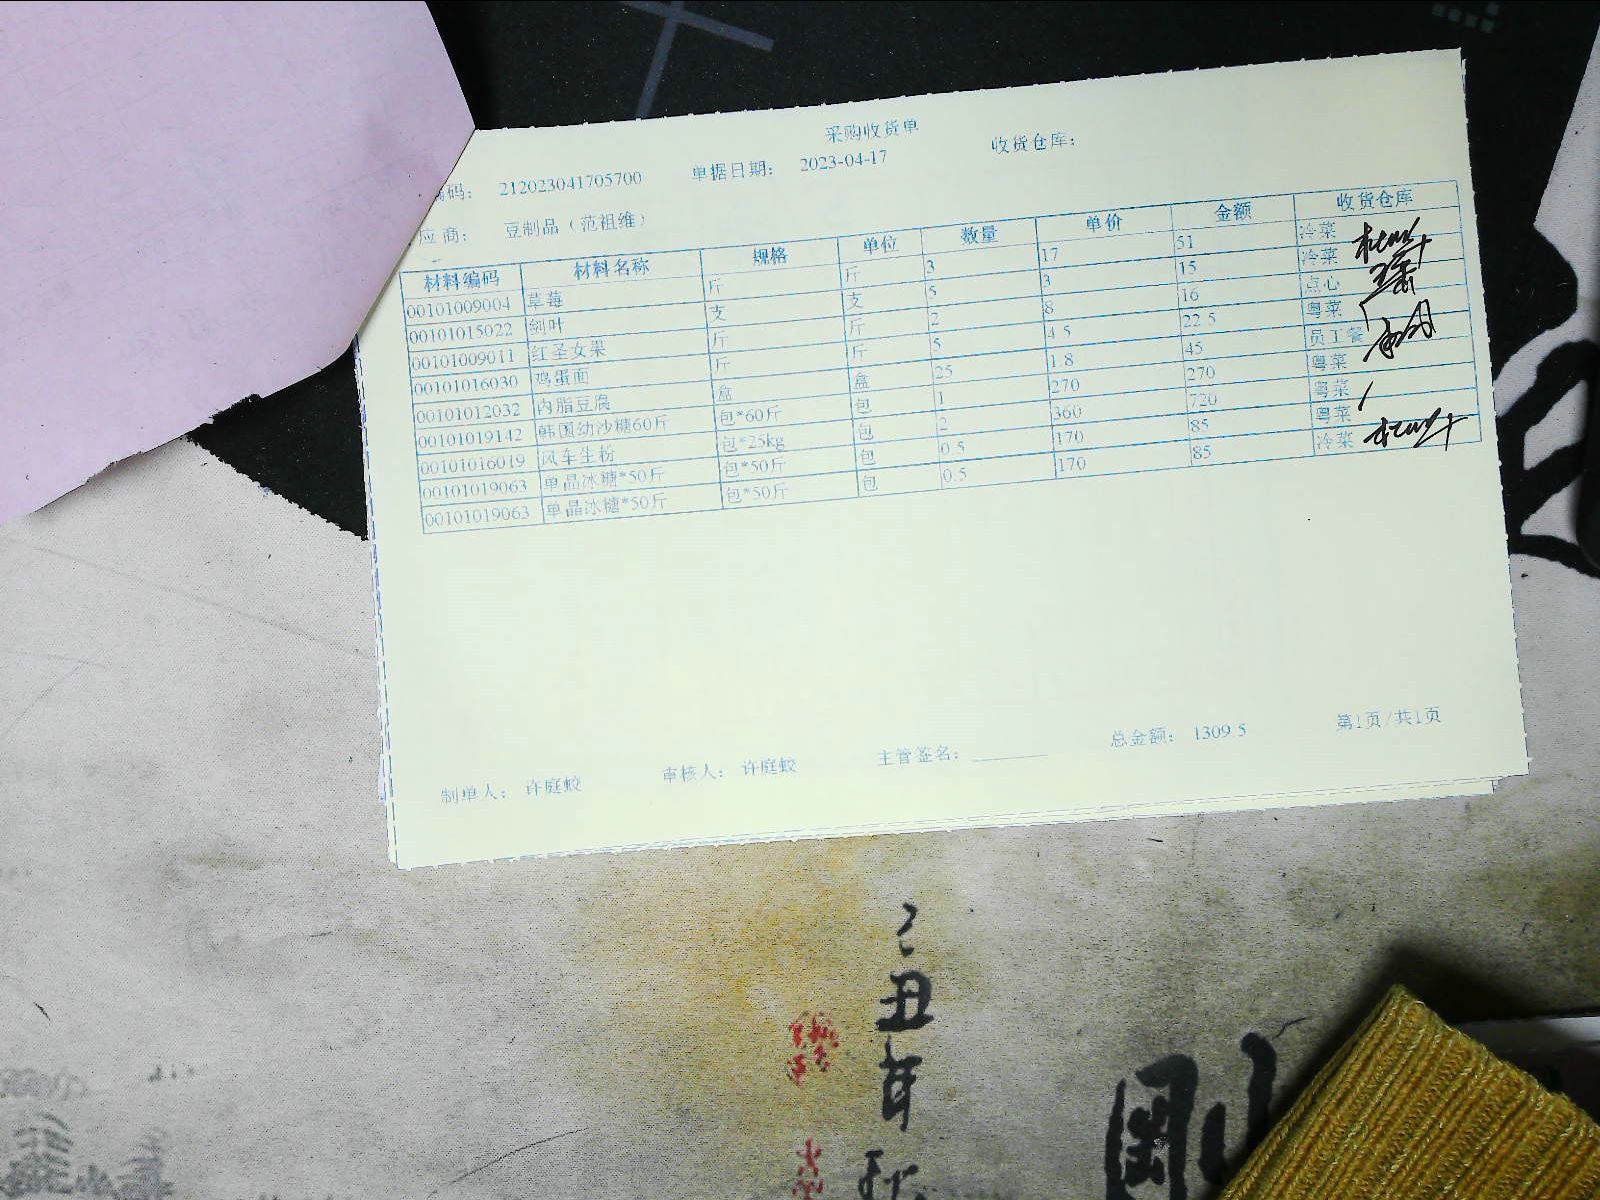 采购收货单
编码: 212023041705700 单据日期: 2023-04-17 收货仓库:
应商: 豆制品（范祖维）
材料编码 材料名称 规格 单位 数量 单价 金额 收货仓库
00101009004 草莓 斤 斤 3 17 51 冷菜
00101015022 剑叶 支 支 5 3 15 冷菜
00101009011 红圣女果 斤 斤 2 8 16 点心
00101016030 鸡蛋面 斤 斤 5 4.5 22.5 粤菜
00101012032 内脂豆腐 盒 盒 25 1.8 45 员工餐
00101019142 韩国幼沙糖60斤 包*60斤 包 1 270 270 粤菜
00101016019 风车生粉 包*25kg 包 2 360 720 粤菜
00101019063 单晶冰糖*50斤 包*50斤 包 0.5 170 85 粤菜
00101019063 单晶冰糖*50斤 包*50斤 包 0.5 170 85 冷菜
制单人: 许庭蛟 审核人: 许庭蛟 主管签名: 总金额: 1309.5 第1页/共1页
己丑年秋
剛